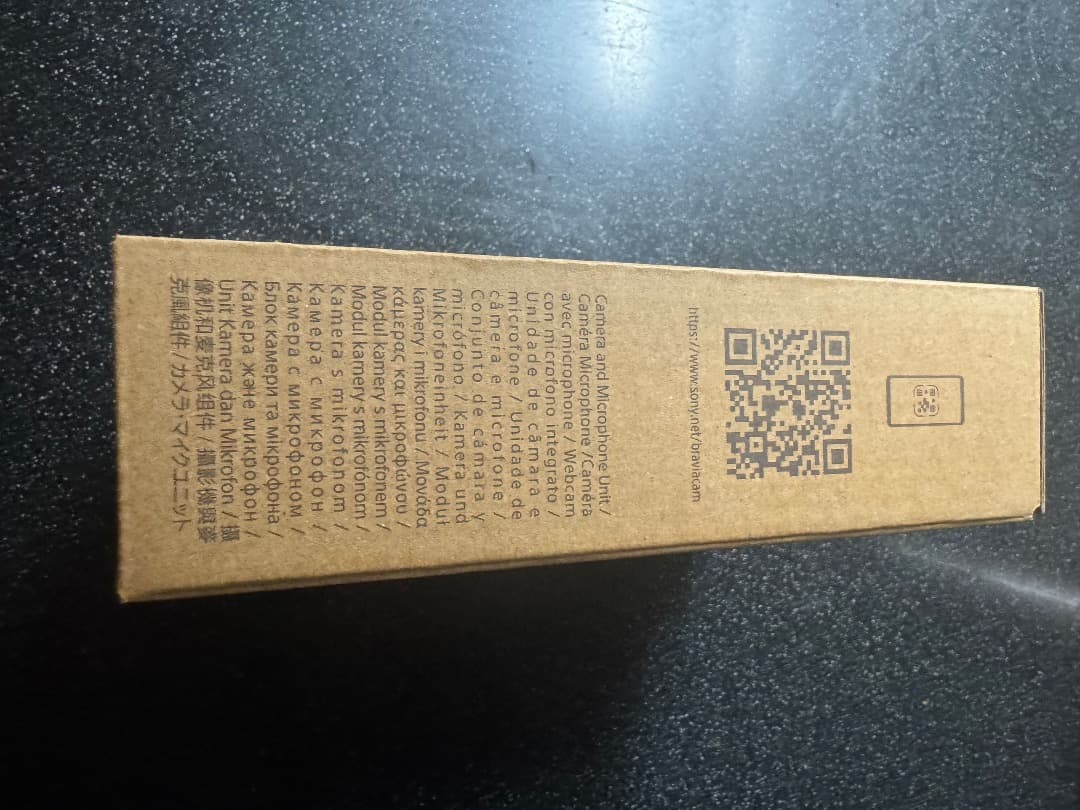 https://www.sony.net/braviacam
Camera and Microphone Unit /
Caméra Microphone /Caméra
avec microphone / Webcam
con microfono integrato /
Unidade de câmara e
microfone / Unidade de
câmera e microfone /
Conjunto de cámara y
micrófono / Kamera und
Mikrofoneinheit / Moduł
kamery i mikrofonu / Μονάδα
κάμερας και μικροφώνου /
Modul kamery s mikrofonem /
Modul kamery s mikrofónom /
Kamera s mikrofonom /
Камера с микрофон /
Камера с микрофоном /
Блок камери та мікрофона /
Камера және микрофон /
Unit Kamera dan Mikrofon / 摄
像机和麦克风组件 / 攝影機與麥
克風組件 / カメラマイクユニット